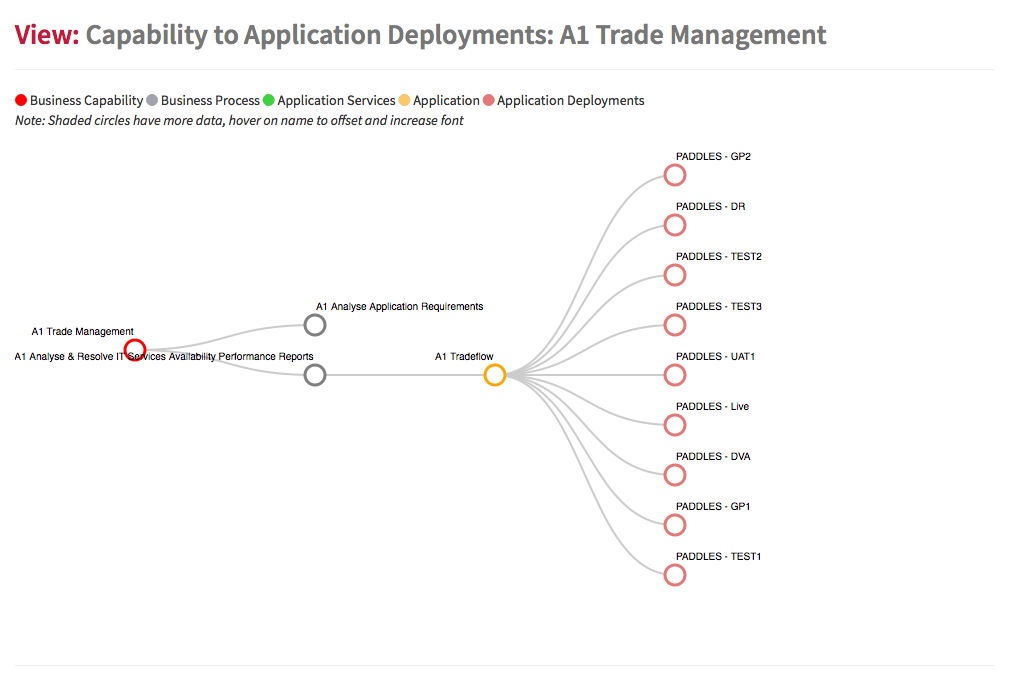 View: Capability to Application Deployments: A1 Trade Management
Business Capability Business Process Application Services Application Application Deployments
Note: Shaded circles have more data, hover on name to offset and increase font
PADDLES - GP2
PADDLES - DR
PADDLES - TEST2
A1 Analyse Application Requirements
PADDLES - TEST3
A1 Trade Management
A1 Analyse & Resolve IT Services Availability Performance Reports
A1 Tradeflow
PADDLES - UAT1
PADDLES - Live
PADDLES - DVA
PADDLES - GP1
PADDLES - TEST1